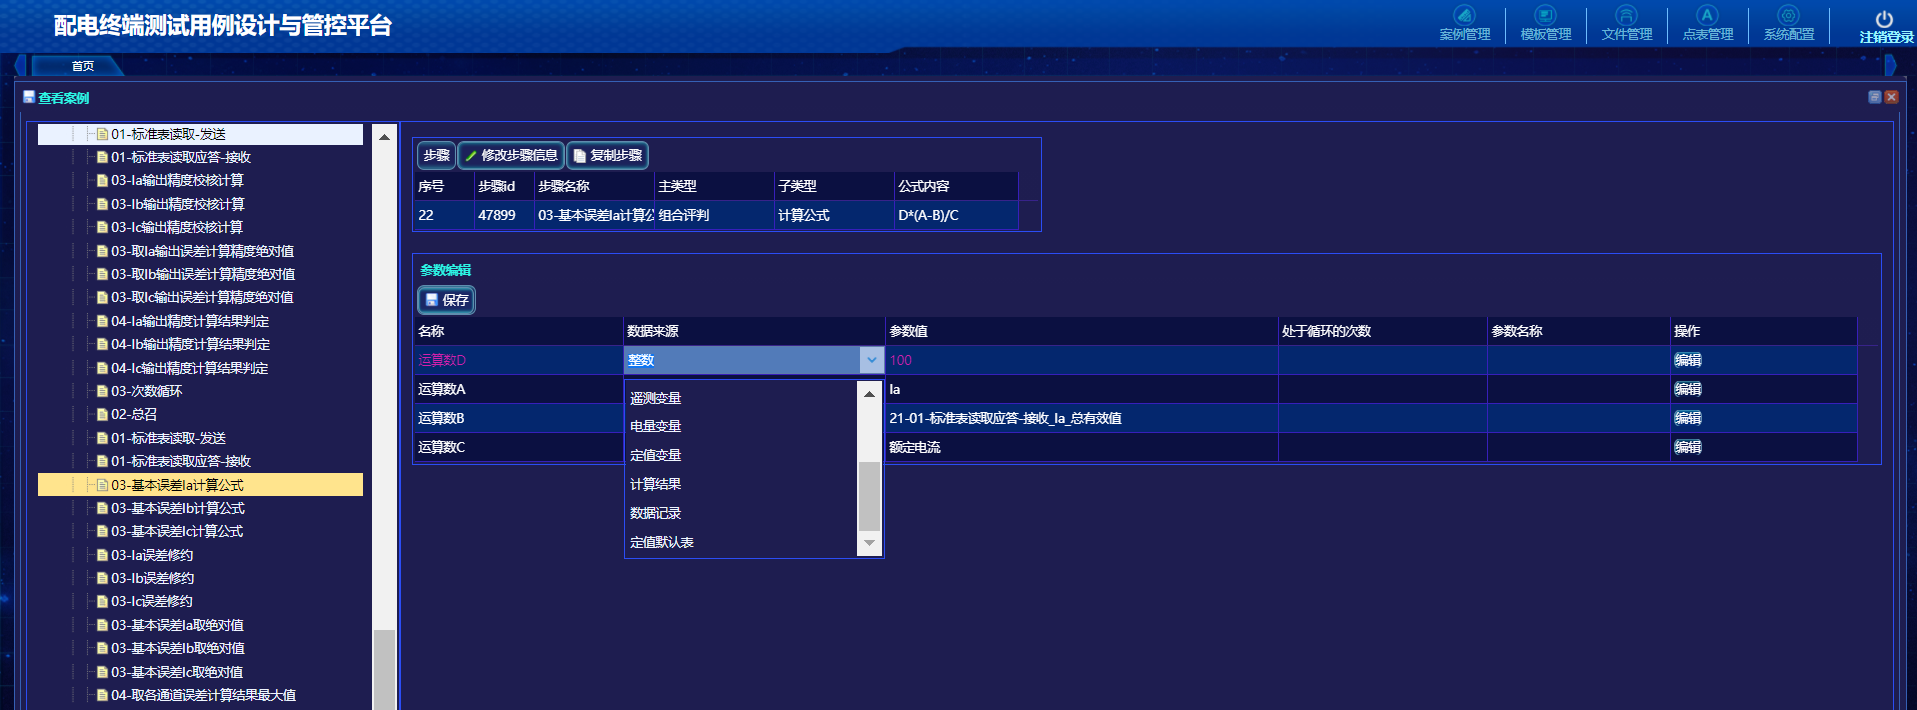 配电终端测试用例设计与管控平台
案例管理 模板管理 文件管理 点表管理 系统配置 注销登录
首页
查看案例
01-标准表读取-发送
01-标准表读取应答-接收
03-Ia输出精度校核计算
03-Ib输出精度校核计算
03-Ic输出精度校核计算
03-取Ia输出误差计算精度绝对值
03-取Ib输出误差计算精度绝对值
03-取Ic输出误差计算精度绝对值
04-Ia输出精度计算结果判定
04-Ib输出精度计算结果判定
04-Ic输出精度计算结果判定
03-次数循环
02-总召
01-标准表读取-发送
01-标准表读取应答-接收
03-基本误差Ia计算公式
03-基本误差Ib计算公式
03-基本误差Ic计算公式
03-Ia误差修约
03-Ib误差修约
03-Ic误差修约
03-基本误差Ia取绝对值
03-基本误差Ib取绝对值
03-基本误差Ic取绝对值
04-取各通道误差计算结果最大值
步骤 修改步骤信息 复制步骤
序号 步骤id 步骤名称 主类型 子类型 公式内容
22 47899 03-基本误差Ia计算公 组合评判 计算公式 D*(A-B)/C
参数编辑
保存
名称 数据来源 参数值 处于循环的次数 参数名称 操作
运算数D 整数 100 编辑
运算数A Ia 编辑
运算数B 21-01-标准表读取应答-接收_Ia_总有效值 编辑
运算数C 额定电流 编辑
遥测变量
电量变量
定值变量
计算结果
数据记录
定值默认表